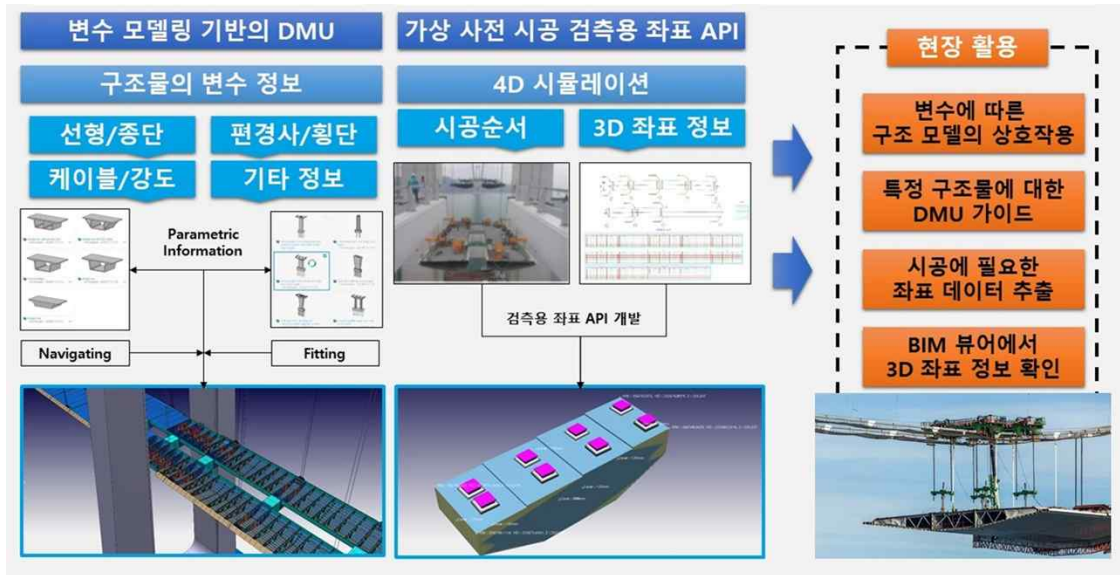 변수 모델링 기반의 DMU
구조물의 변수 정보
선형/종단
편경사/횡단
케이블/강도
기타 정보
Parametric
Information
Navigating
Fitting
가상 사전 시공 검측용 좌표 API
4D 시뮬레이션
시공순서
3D 좌표 정보
검측용 좌표 API 개발
현장 활용
변수에 따른
구조 모델의 상호작용
특정 구조물에 대한
DMU 가이드
시공에 필요한
좌표 데이터 추출
BIM 뷰어에서
3D 좌표 정보 확인